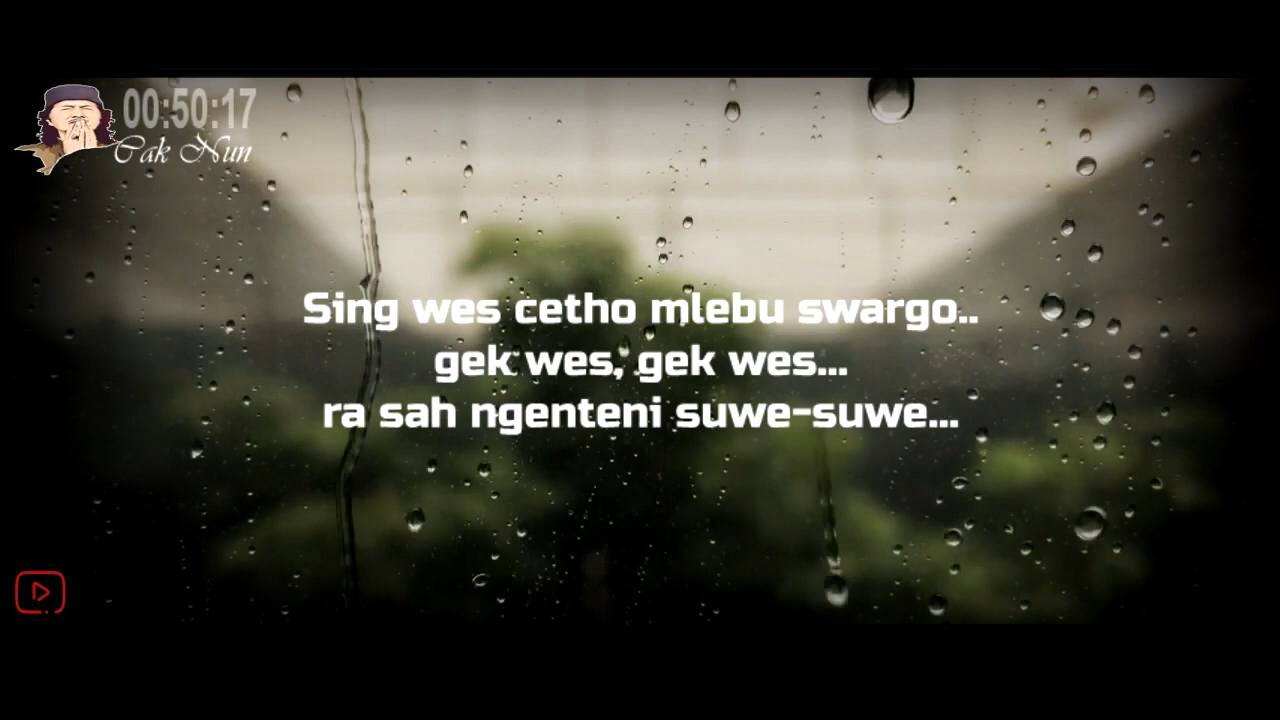 00:50:17
Cak Nun
Sing wes cetho mlebu swargo..
gek wes, gek wes...
ra sah ngenteni suwe-suwe...